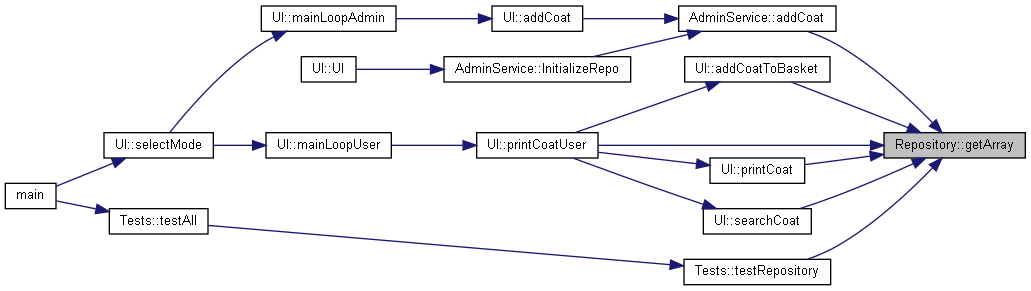 UI::mainLoopAdmin
UI::addCoat
AdminService::addCoat
UI::UI
AdminService::InitializeRepo
UI::addCoatToBasket
UI::selectMode
UI::mainLoopUser
UI::printCoatUser
Repository::getArray
UI::printCoat
main
Tests::testAll
UI::searchCoat
Tests::testRepository